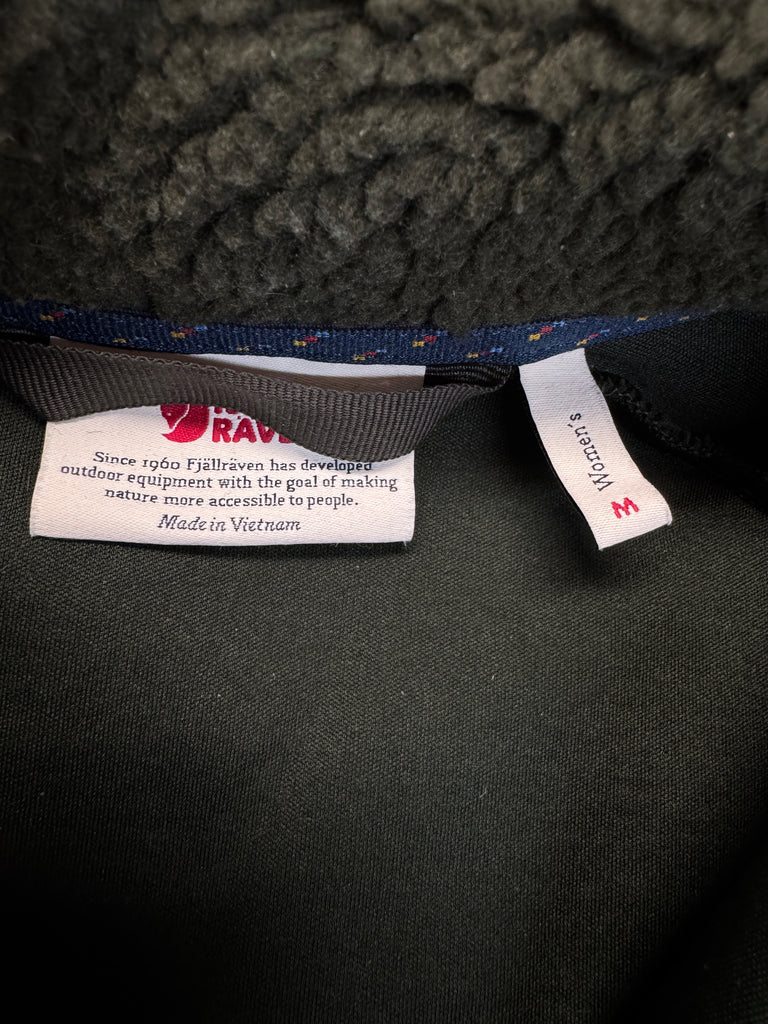 Since 1960 Fjällräven has developed
outdoor equipment with the goal of making
nature more accessible to people.
Made in Vietnam
Women's
M